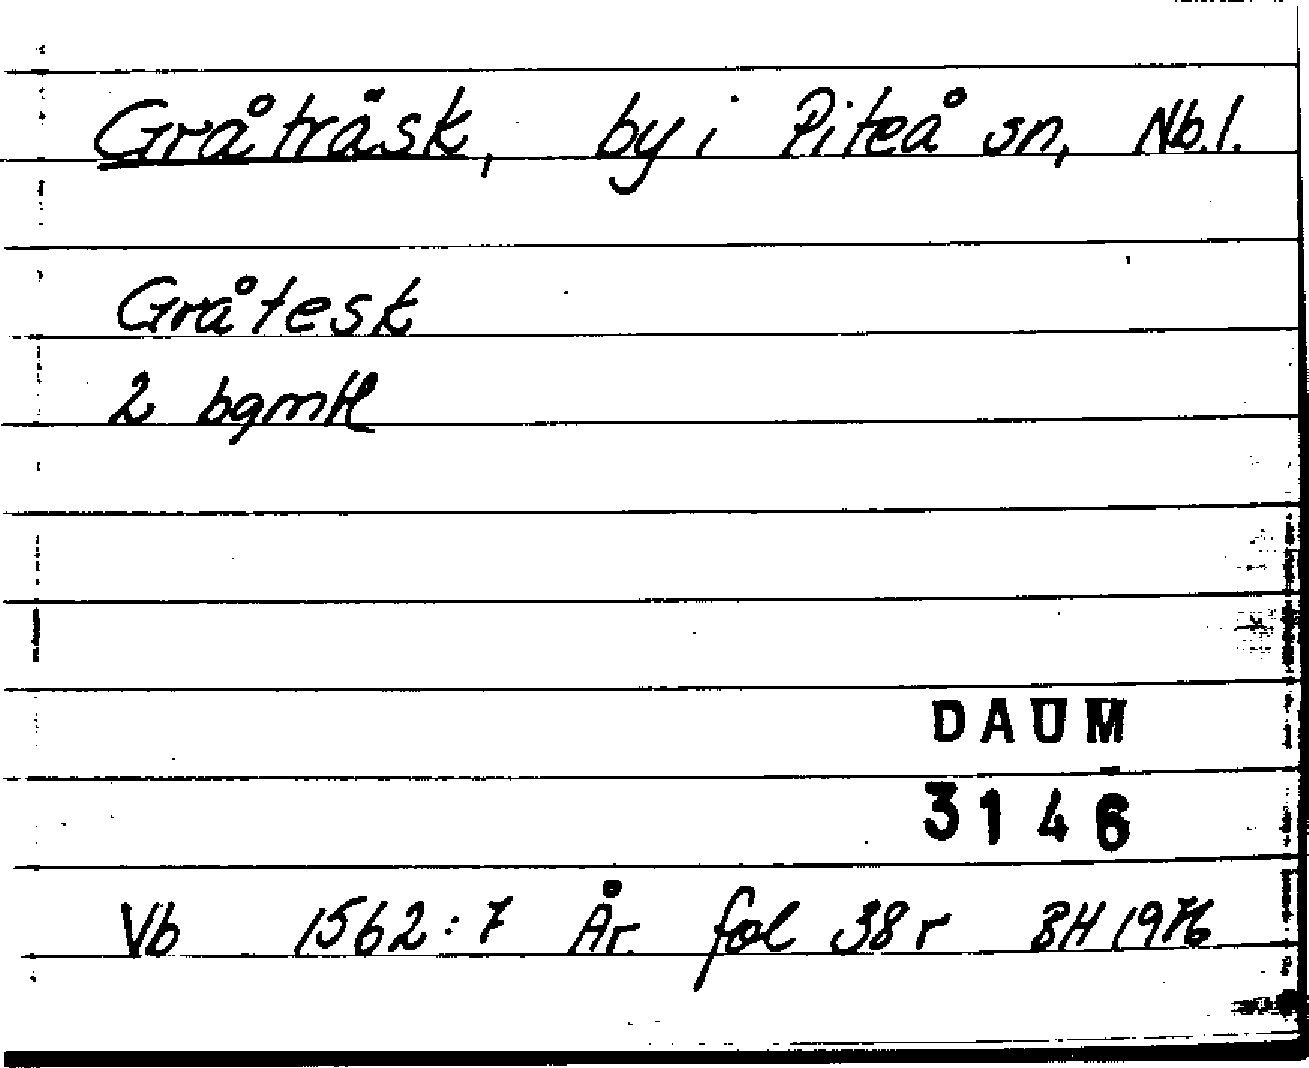 Gråträsk, by i Piteå sn, Nb.l.
Gråtesk
2 bgmtl
DAUM
3146
Vb 1562:7 År. fol 38r BH 1976